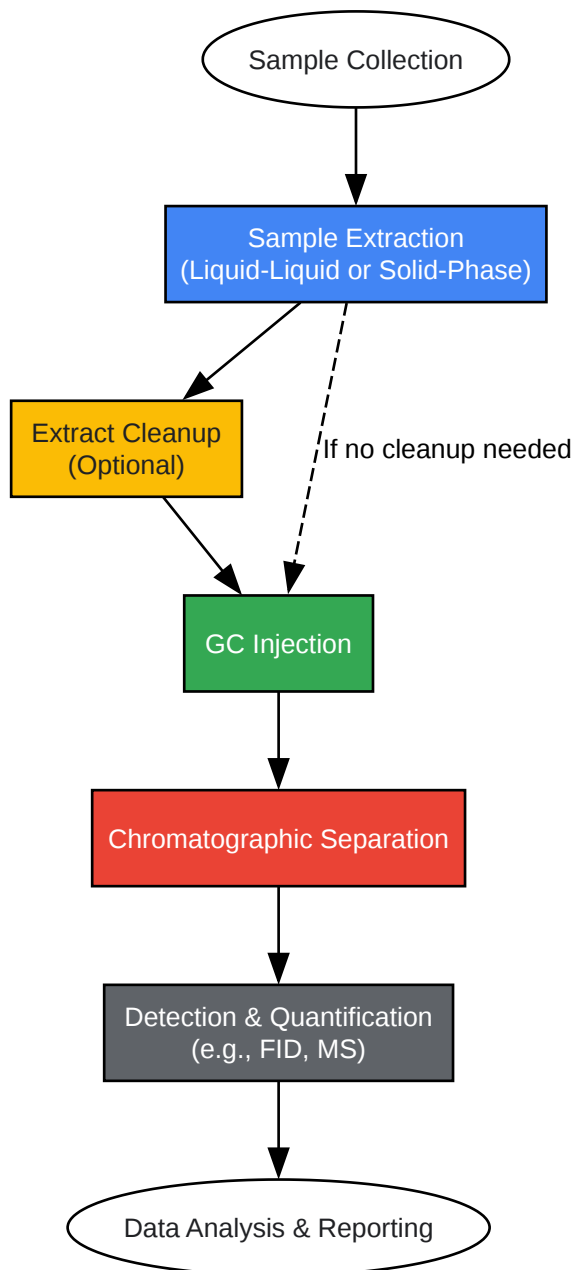 Sample Collection
Sample Extraction
(Liquid-Liquid or Solid-Phase)
Extract Cleanup
(Optional)
If no cleanup needed
GC Injection
Chromatographic Separation
Detection & Quantification
(e.g., FID, MS)
Data Analysis & Reporting